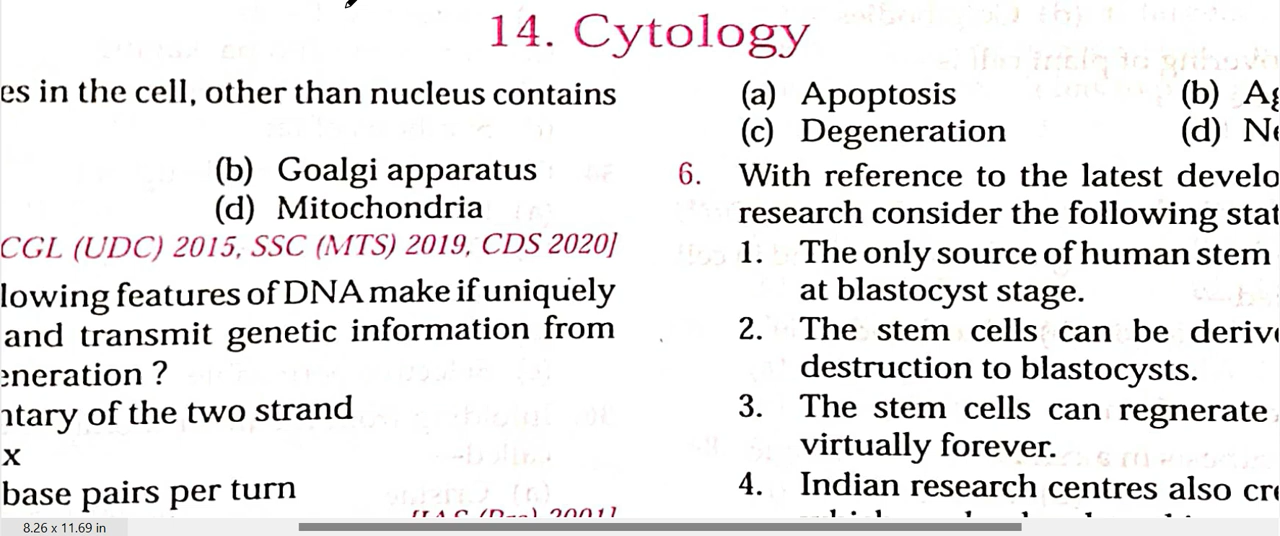 14. Cytology
es in the cell, other than nucleus contains
(b) Goalgi apparatus
(d) Mitochondria
CGL (UDC) 2015, SSC (MTS) 2019, CDS 2020]
lowing features of DNA make if uniquely
and transmit genetic information from
eneration ?
ntary of the two strand
x
base pairs per turn
(a) Apoptosis (b) Ag
(c) Degeneration (d) Ne
6. With reference to the latest develo
research consider the following stat
1. The only source of human stem
at blastocyst stage.
2. The stem cells can be derive
destruction to blastocysts.
3. The stem cells can regnerate
virtually forever.
4. Indian research centres also cre
8.26 x 11.69 in